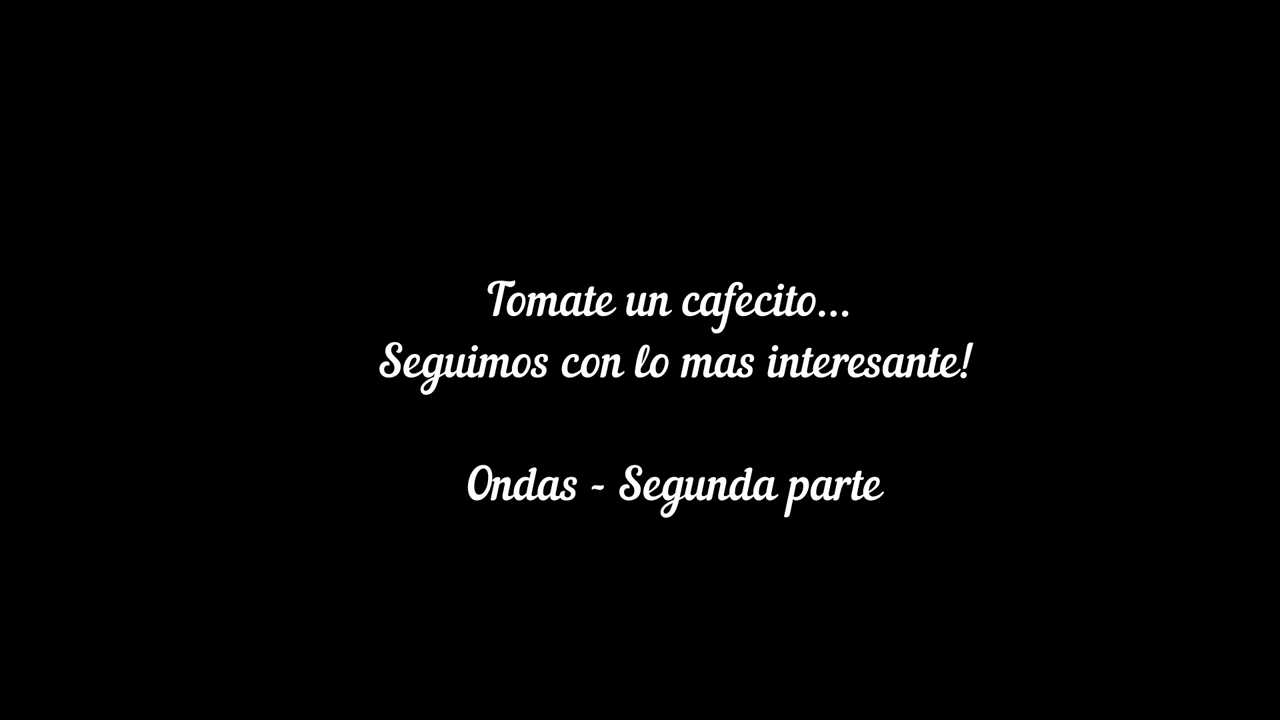 Tomate un cafecito...
Seguimos con lo mas interesante!
Ondas - Segunda parte